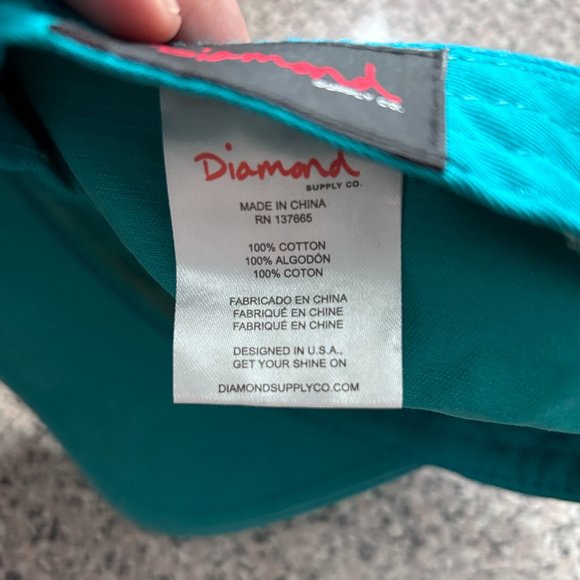 Diamond
SUPPLY CO.
Diamond
SUPPLY CO.
MADE IN CHINA
RN 137665
100% COTTON
100% ALGODÓN
100% COTON
FABRICADO EN CHINA
FABRIQUÉ EN CHINE
FABRIQUÉ EN CHINE
DESIGNED IN U.S.A.,
GET YOUR SHINE ON
DIAMONDSUPPLYCO.COM